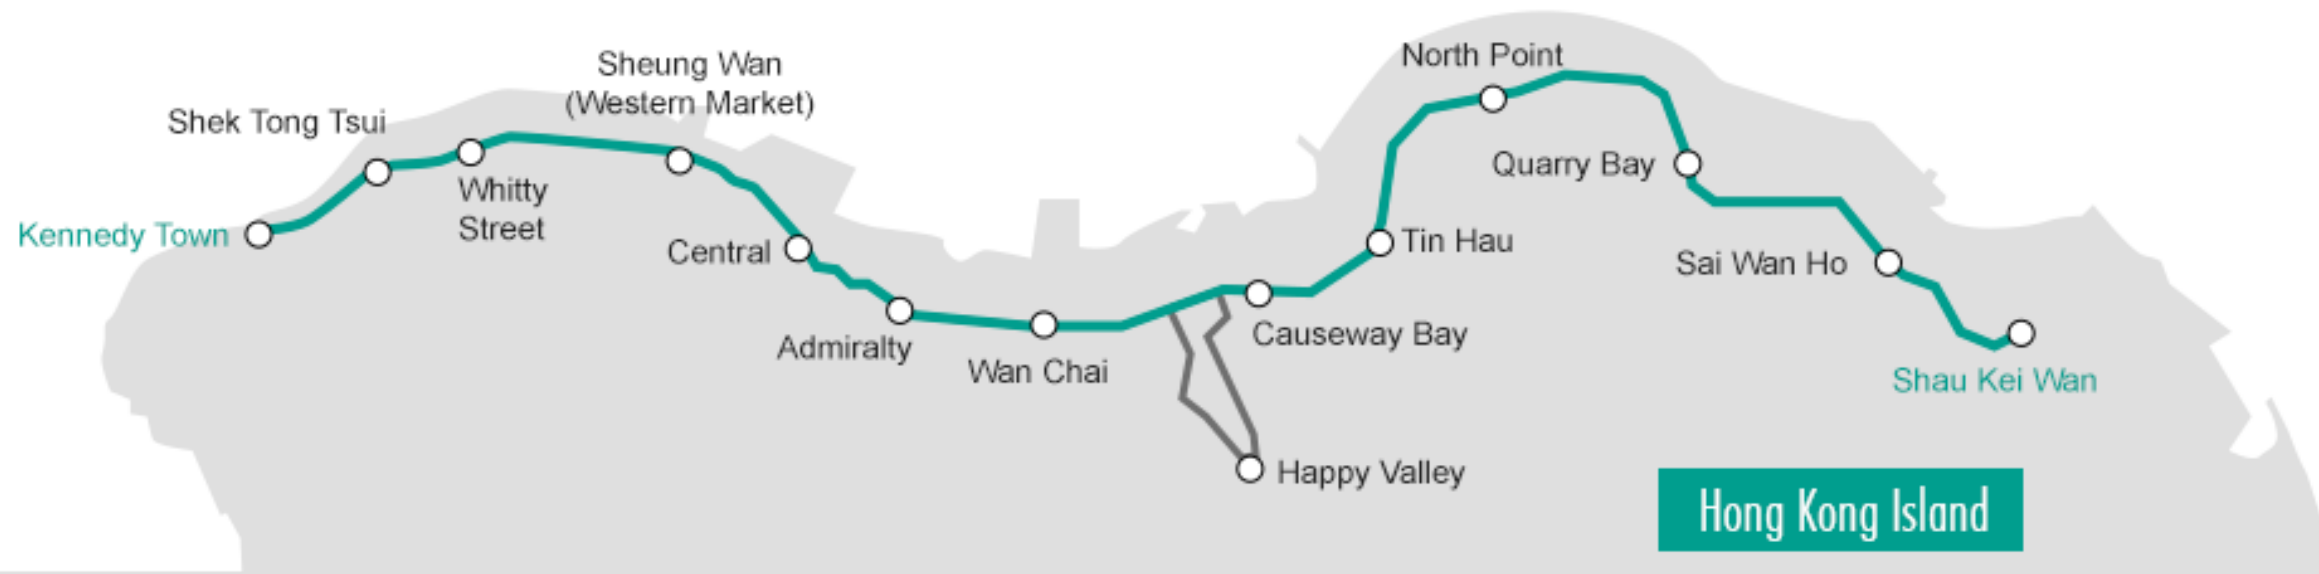 Kennedy Town
Shek Tong Tsui
Whitty
Street
Sheung Wan
(Western Market)
Central
Admiralty
Wan Chai
Causeway Bay
Happy Valley
Tin Hau
North Point
Quarry Bay
Sai Wan Ho
Shau Kei Wan
Hong Kong Island